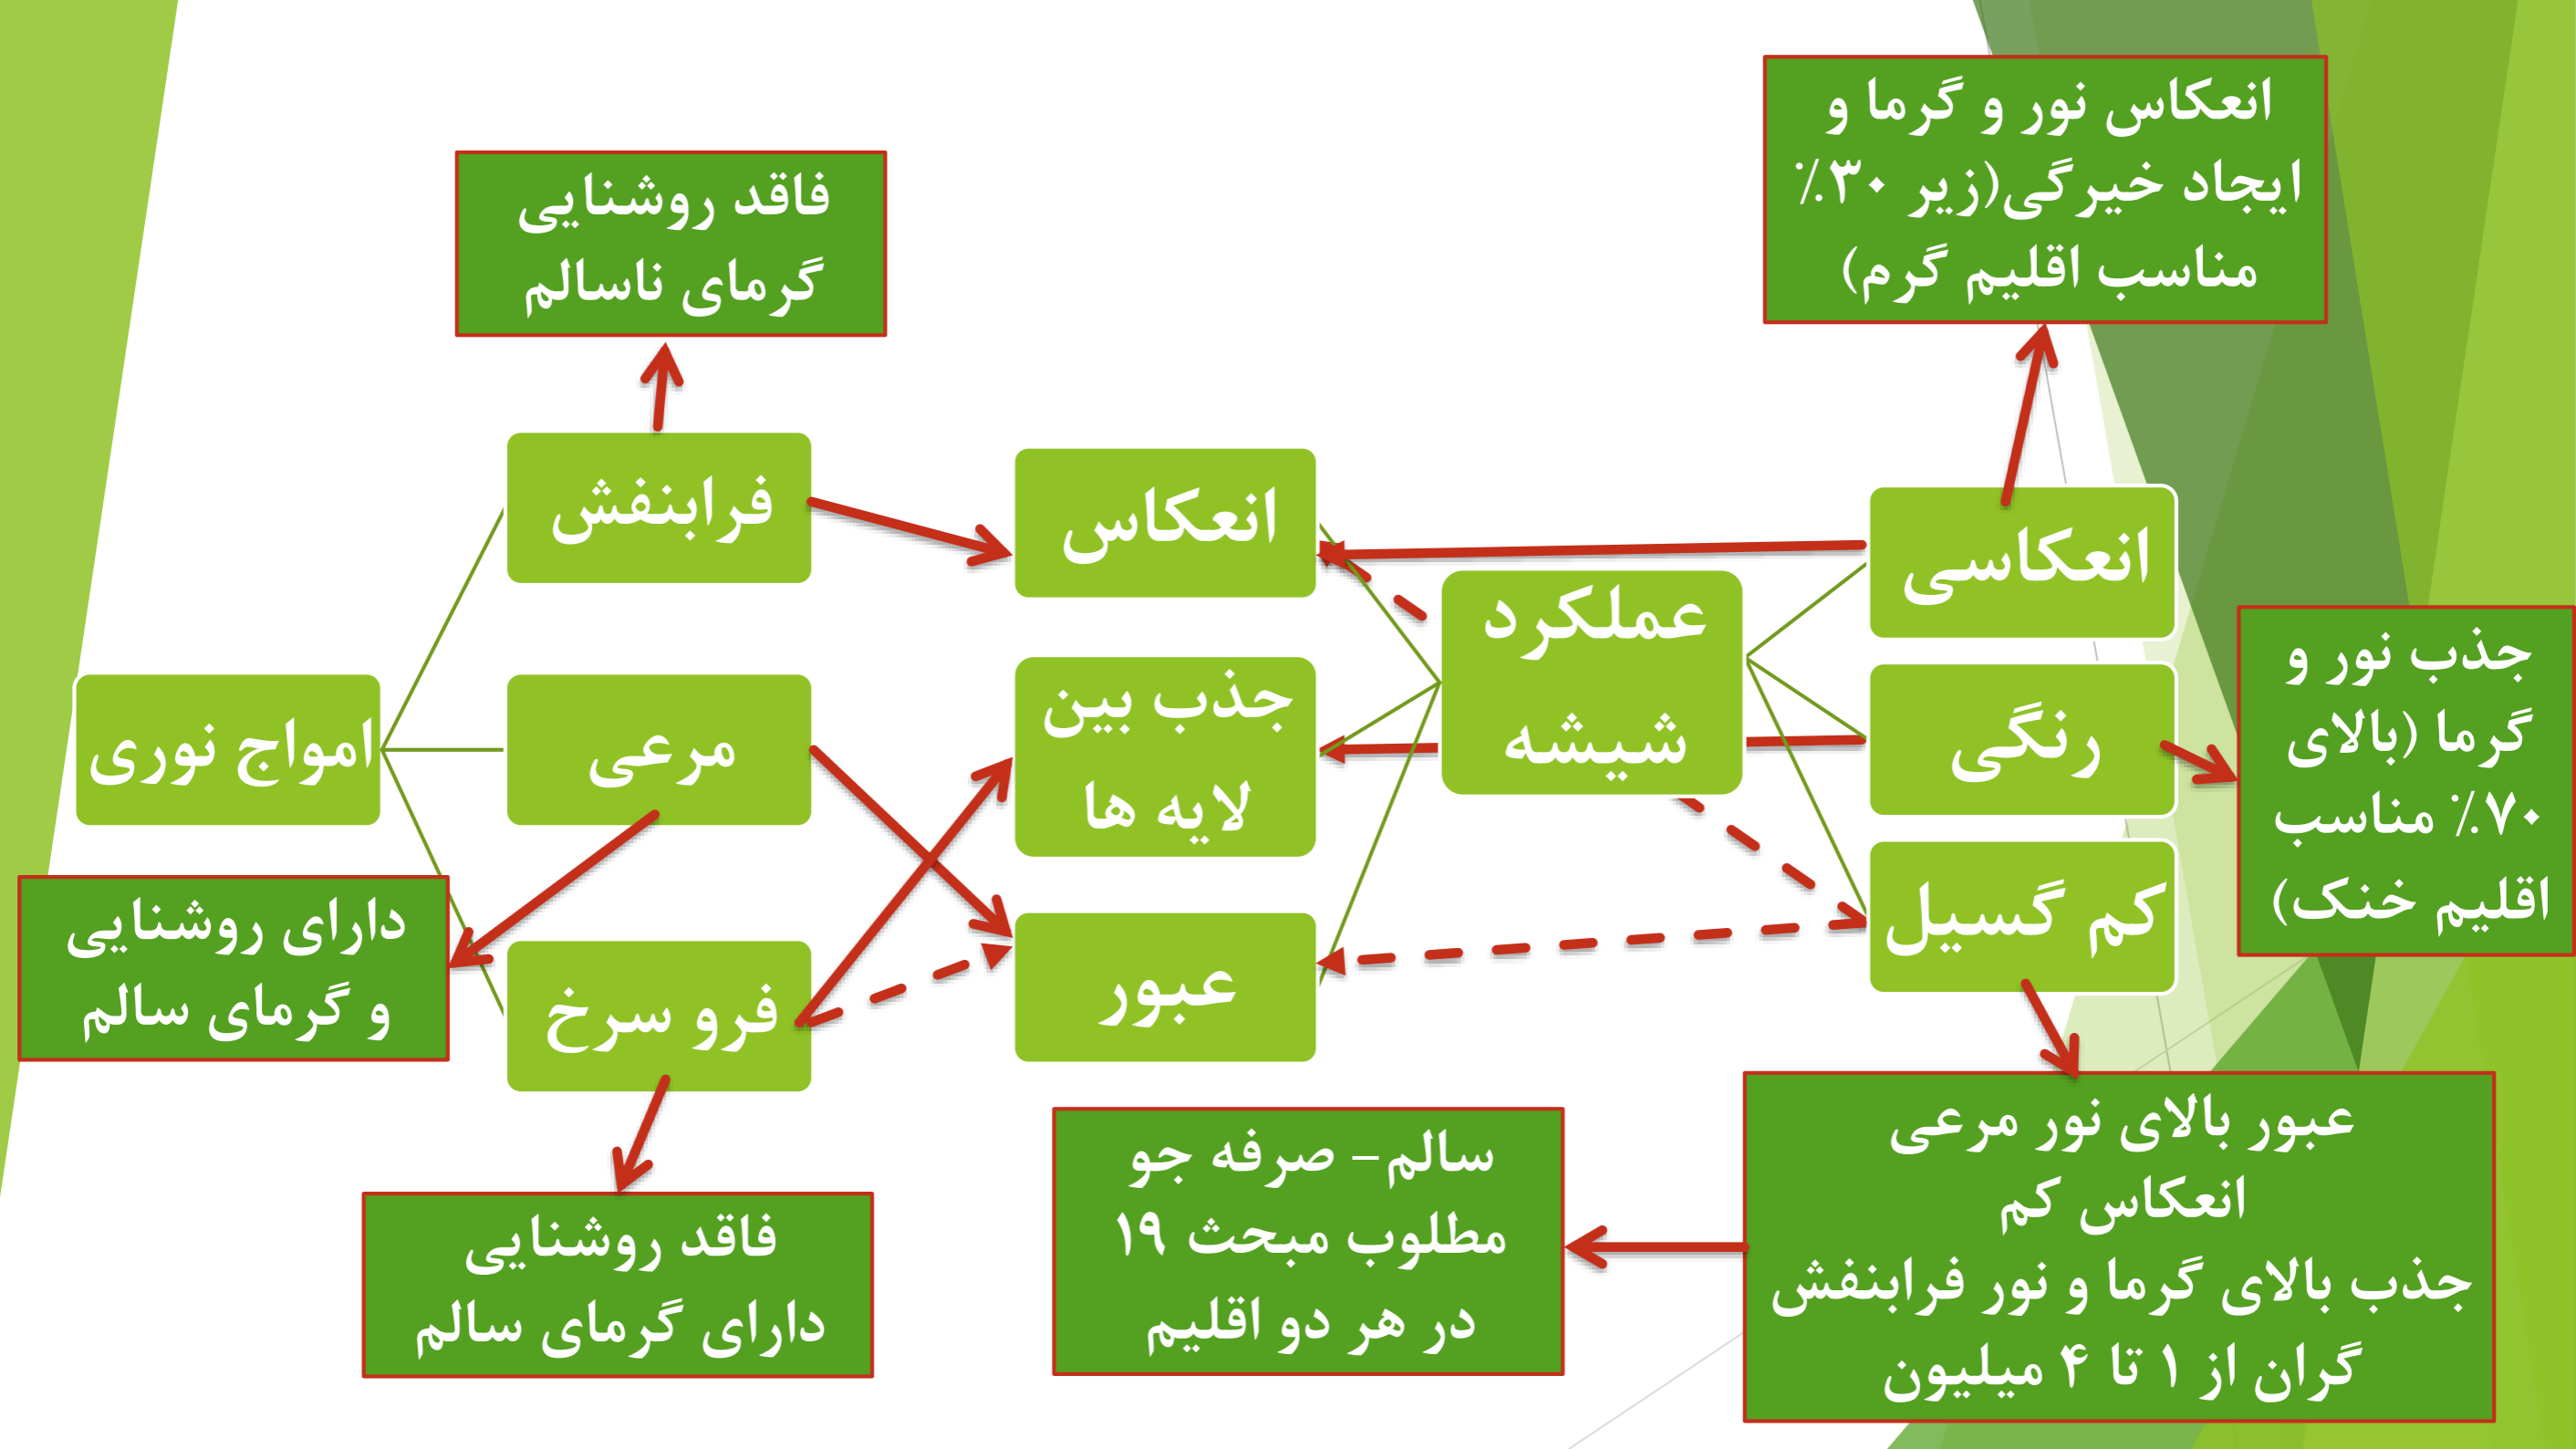 انعکاس نور و گرما و
ایجاد خیرگی(زیر ۳۰٪
مناسب اقلیم گرم)
فاقد روشنایی
گرمای ناسالم
انعکاسی
عملکرد
شیشه
انعکاس
فرابنفش
رنگی
جذب نور و
گرما (بالای
۷۰٪ مناسب
اقلیم خنک)
جذب بین
لایه ها
مرعی
امواج نوری
کم گسیل
عبور
فرو سرخ
دارای روشنایی
و گرمای سالم
عبور بالای نور مرعی
انعکاس کم
جذب بالای گرما و نور فرابنفش
گران از ۱ تا ۴ میلیون
سالم- صرفه جو
مطلوب مبحث ۱۹
در هر دو اقلیم
فاقد روشنایی
دارای گرمای سالم